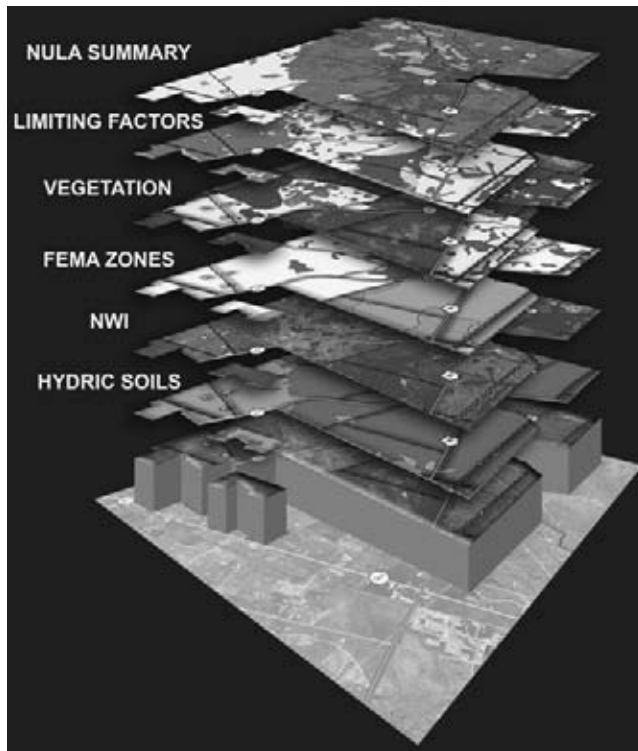 NULA SUMMARY
LIMITING FACTORS
VEGETATION
FEMA ZONES
NWI
HYDRIC SOILS